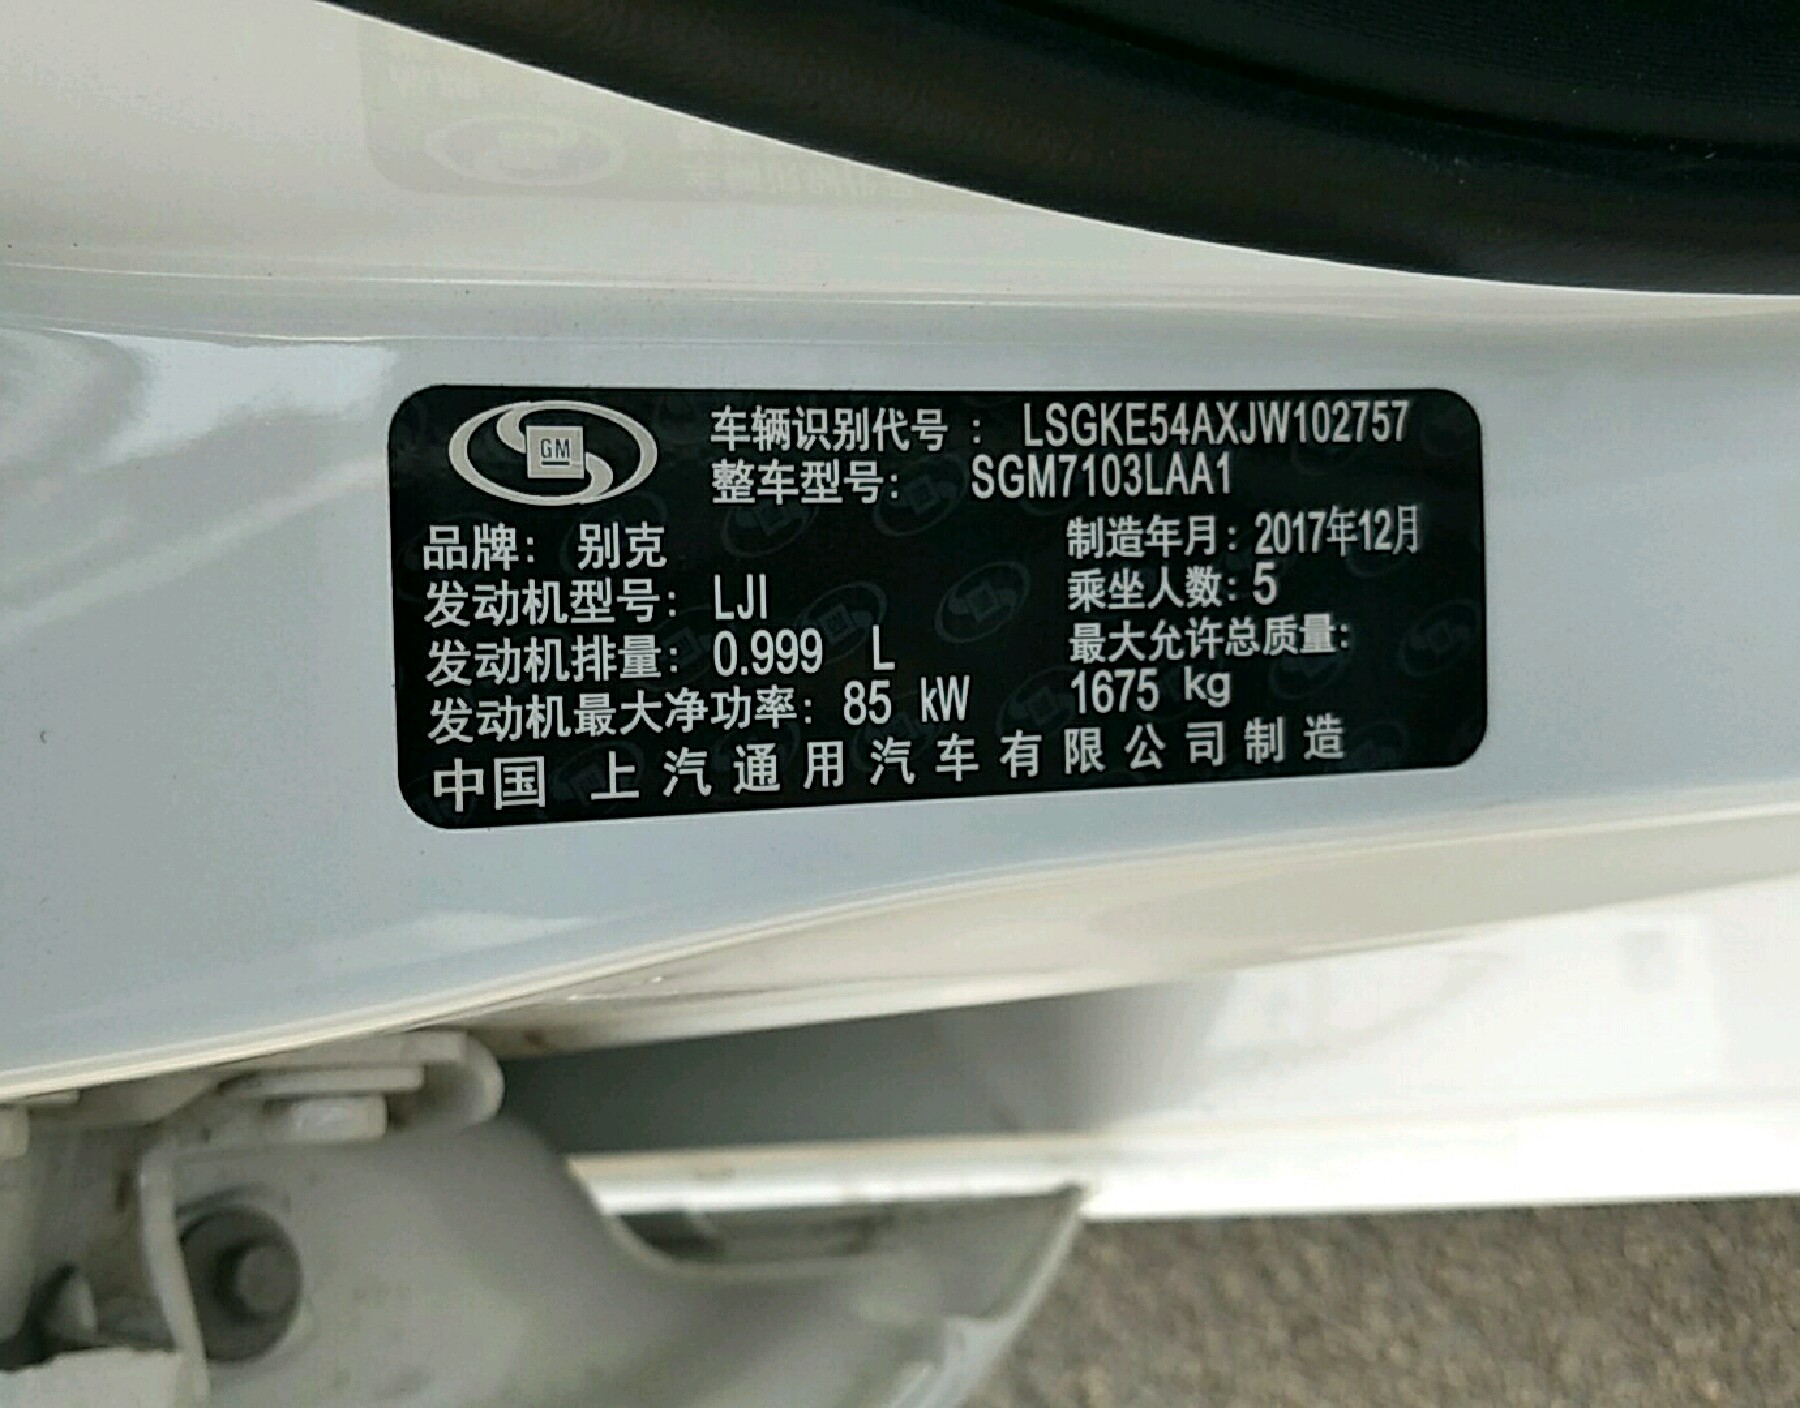 GM
车辆识别代号: LSGKE54AXJW102757
整车型号: SGM7103LAA1
品牌: 别克
制造年月: 2017年12月
发动机型号: LJI
乘坐人数: 5
发动机排量: 0.999 L
最大允许总质量:
发动机最大净功率: 85 kW
1675 kg
中国 上汽通用汽车有限公司制造